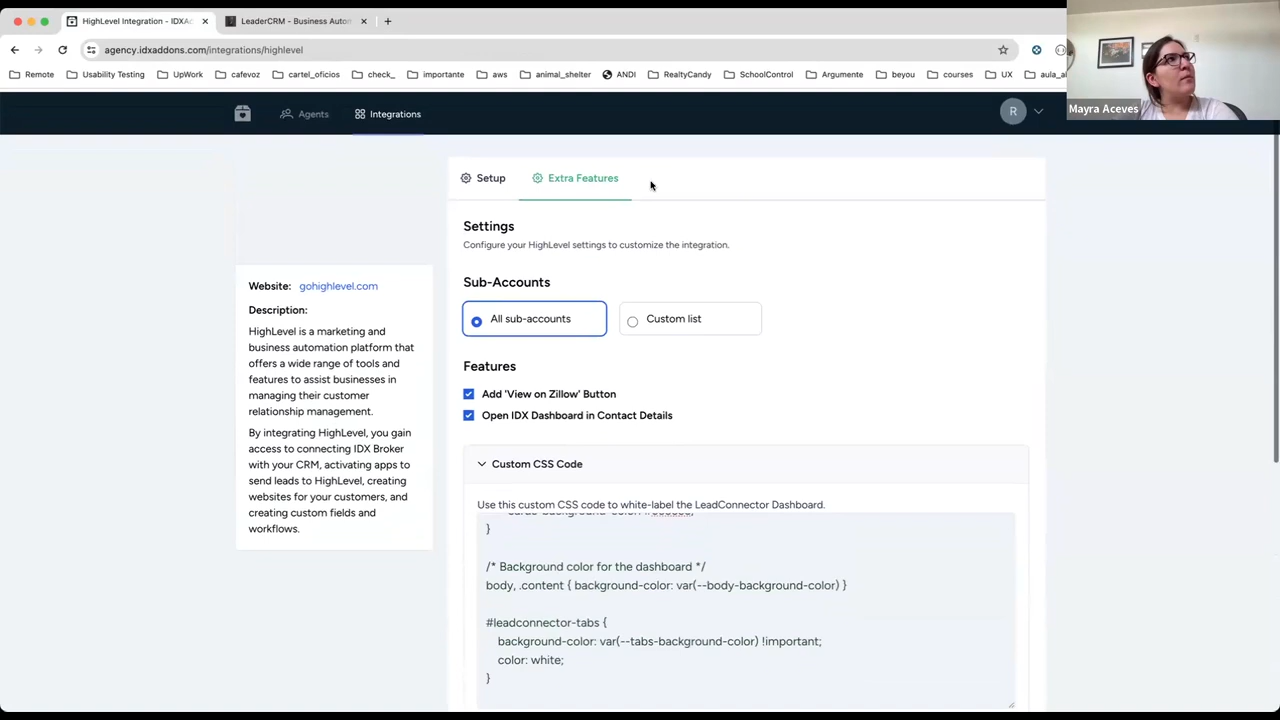 HighLevel Integration - IDXAd
LeaderCRM - Business Autom
agency.idxaddons.com/integrations/highlevel
Remote
Usability Testing
UpWork
cafevoz
cartel_oficios
check_
importante
aws
animal_shelter
ANDI
RealtyCandy
SchoolControl
Argumente
beyou
courses
UX
Mayra Aceves
Agents
Integrations
R
Setup
Extra Features
Settings
Configure your HighLevel settings to customize the integration.
Sub-Accounts
All sub-accounts
Custom list
Website: gohighlevel.com
Description:
HighLevel is a marketing and
business automation platform that
offers a wide range of tools and
features to assist businesses in
managing their customer
relationship management.
By integrating HighLevel, you gain
access to connecting IDX Broker
with your CRM, activating apps to
send leads to HighLevel, creating
websites for your customers, and
creating custom fields and
workflows.
Features
Add 'View on Zillow' Button
Open IDX Dashboard in Contact Details
Custom CSS Code
Use this custom CSS code to white-label the LeadConnector Dashboard.
}
/* Background color for the dashboard */
body, .content { background-color: var(--body-background-color) }
#leadconnector-tabs {
background-color: var(--tabs-background-color) !important;
color: white;
}